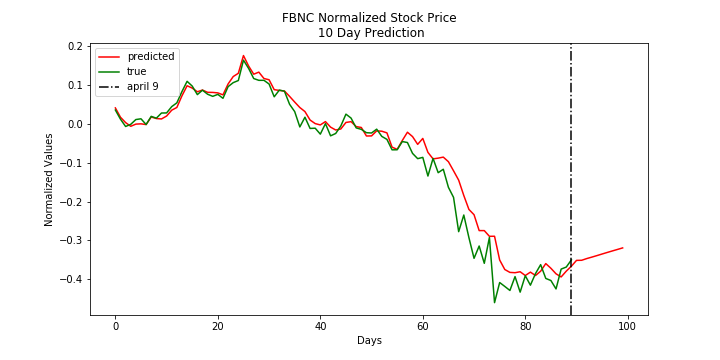 FBNC Normalized Stock Price
10 Day Prediction
predicted
true
april 9
Normalized Values
0.2
0.1
0.0
−0.1
−0.2
−0.3
−0.4
0 20 40 60 80 100
Days